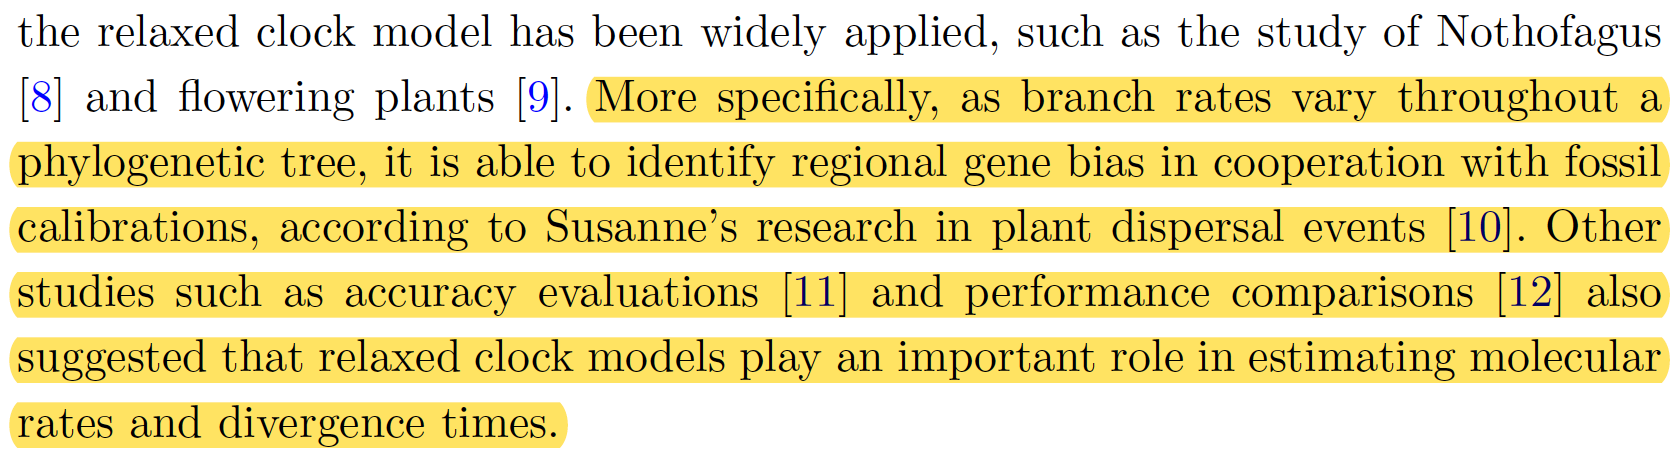 the relaxed clock model has been widely applied, such as the study of Nothofagus
[8] and flowering plants [9]. More specifically, as branch rates vary throughout a
phylogenetic tree, it is able to identify regional gene bias in cooperation with fossil
calibrations, according to Susanne's research in plant dispersal events [10]. Other
studies such as accuracy evaluations [11] and performance comparisons [12] also
suggested that relaxed clock models play an important role in estimating molecular
rates and divergence times.